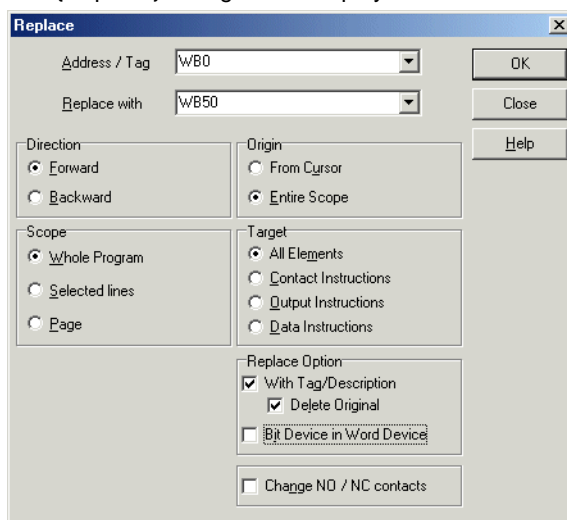 Replace
Address / Tag WB0 OK
Replace with WB50 Close
Help
Direction
Forward
Backward
Origin
From Cursor
Entire Scope
Scope
Whole Program
Selected lines
Page
Target
All Elements
Contact Instructions
Output Instructions
Data Instructions
Replace Option
With Tag/Description
Delete Original
Bit Device in Word Device
Change NO / NC contacts